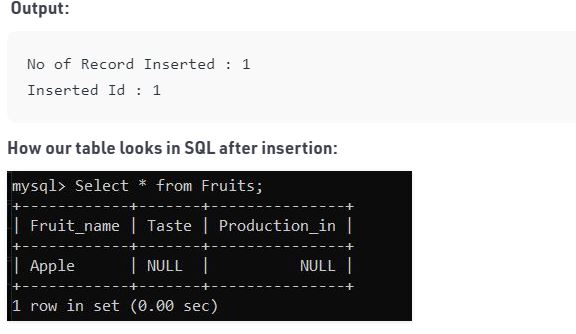 Output:
No of Record Inserted : 1
Inserted Id : 1
How our table looks in SQL after insertion:
mysql> Select * from Fruits;
+------------+-------+---------------+
| Fruit_name | Taste | Production_in |
+------------+-------+---------------+
| Apple      | NULL  |          NULL |
+------------+-------+---------------+
1 row in set (0.00 sec)